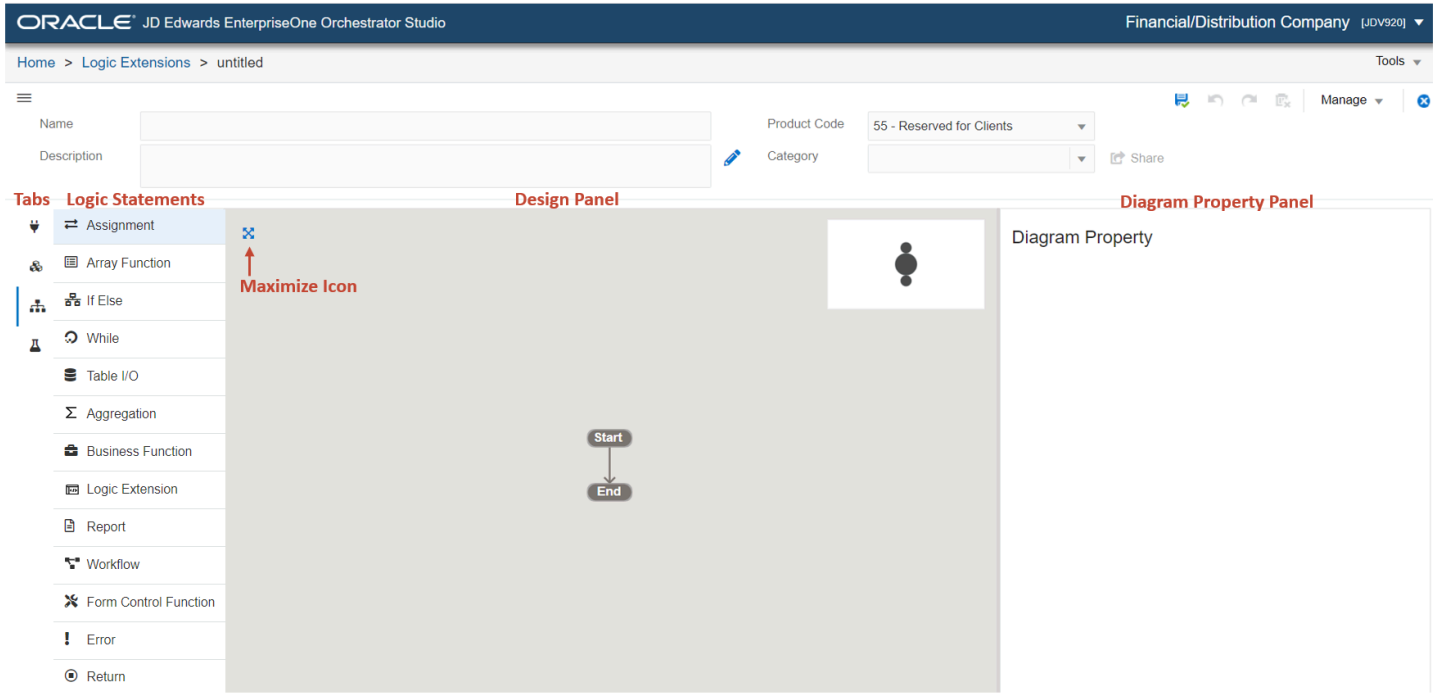 ORACLE® JD Edwards EnterpriseOne Orchestrator Studio
Financial/Distribution Company [JDV920]
Home > Logic Extensions > untitled
Tools
Manage
Name
Product Code
55 - Reserved for Clients
Description
Category
Share
Tabs
Logic Statements
Design Panel
Diagram Property Panel
Assignment
Array Function
If Else
While
Table I/O
Aggregation
Business Function
Logic Extension
Report
Workflow
Form Control Function
Error
Return
Maximize Icon
Start
End
Diagram Property